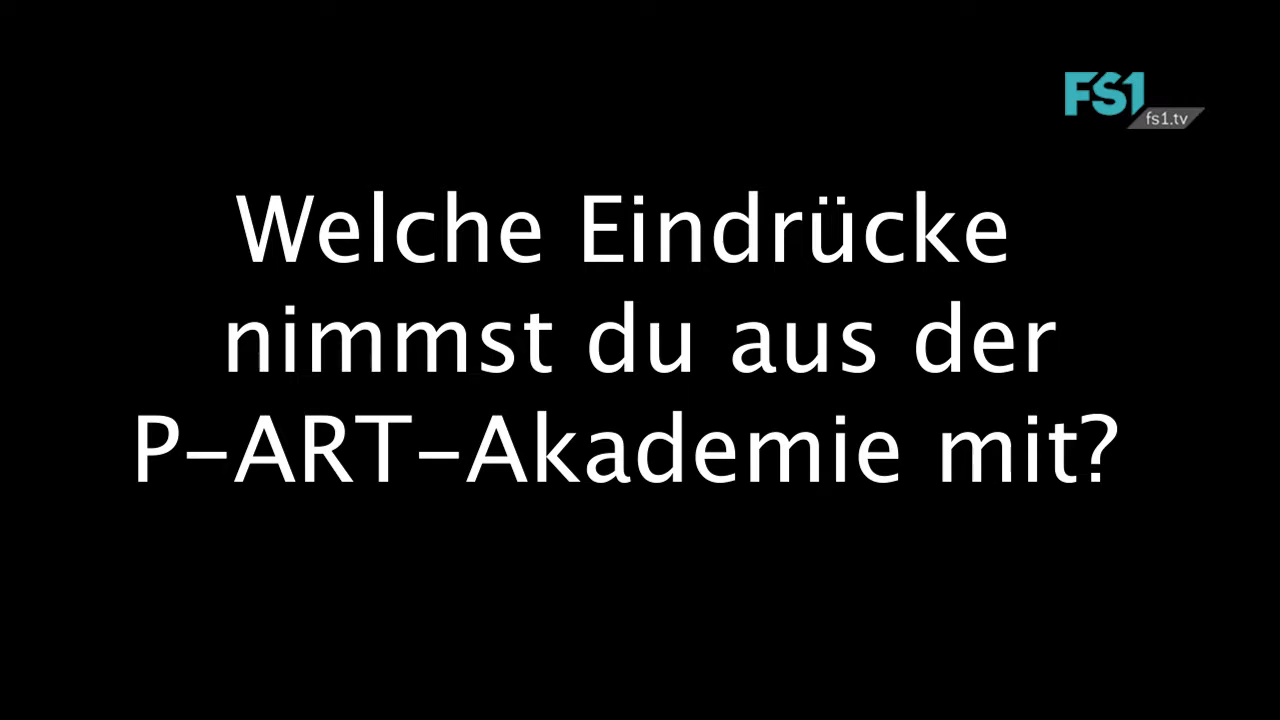 FS1
fs1.tv
Welche Eindrücke
nimmst du aus der
P-ART-Akademie mit?